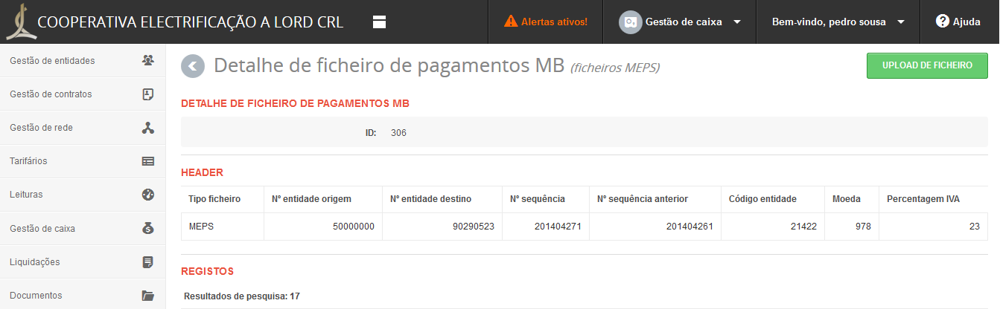 COOPERATIVA ELECTRIFICAÇÃO A LORD CRL
Alertas ativos!
Gestão de caixa
Bem-vindo, pedro sousa
Ajuda
Gestão de entidades
Gestão de contratos
Gestão de rede
Tarifários
Leituras
Gestão de caixa
Liquidações
Documentos
Detalhe de ficheiro de pagamentos MB (ficheiros MEPS)
UPLOAD DE FICHEIRO
DETALHE DE FICHEIRO DE PAGAMENTOS MB
ID: 306
HEADER
Tipo ficheiro Nº entidade origem Nº entidade destino Nº sequência Nº sequência anterior Código entidade Moeda Percentagem IVA
MEPS 50000000 90290523 201404271 201404261 21422 978 23
REGISTOS
Resultados de pesquisa: 17